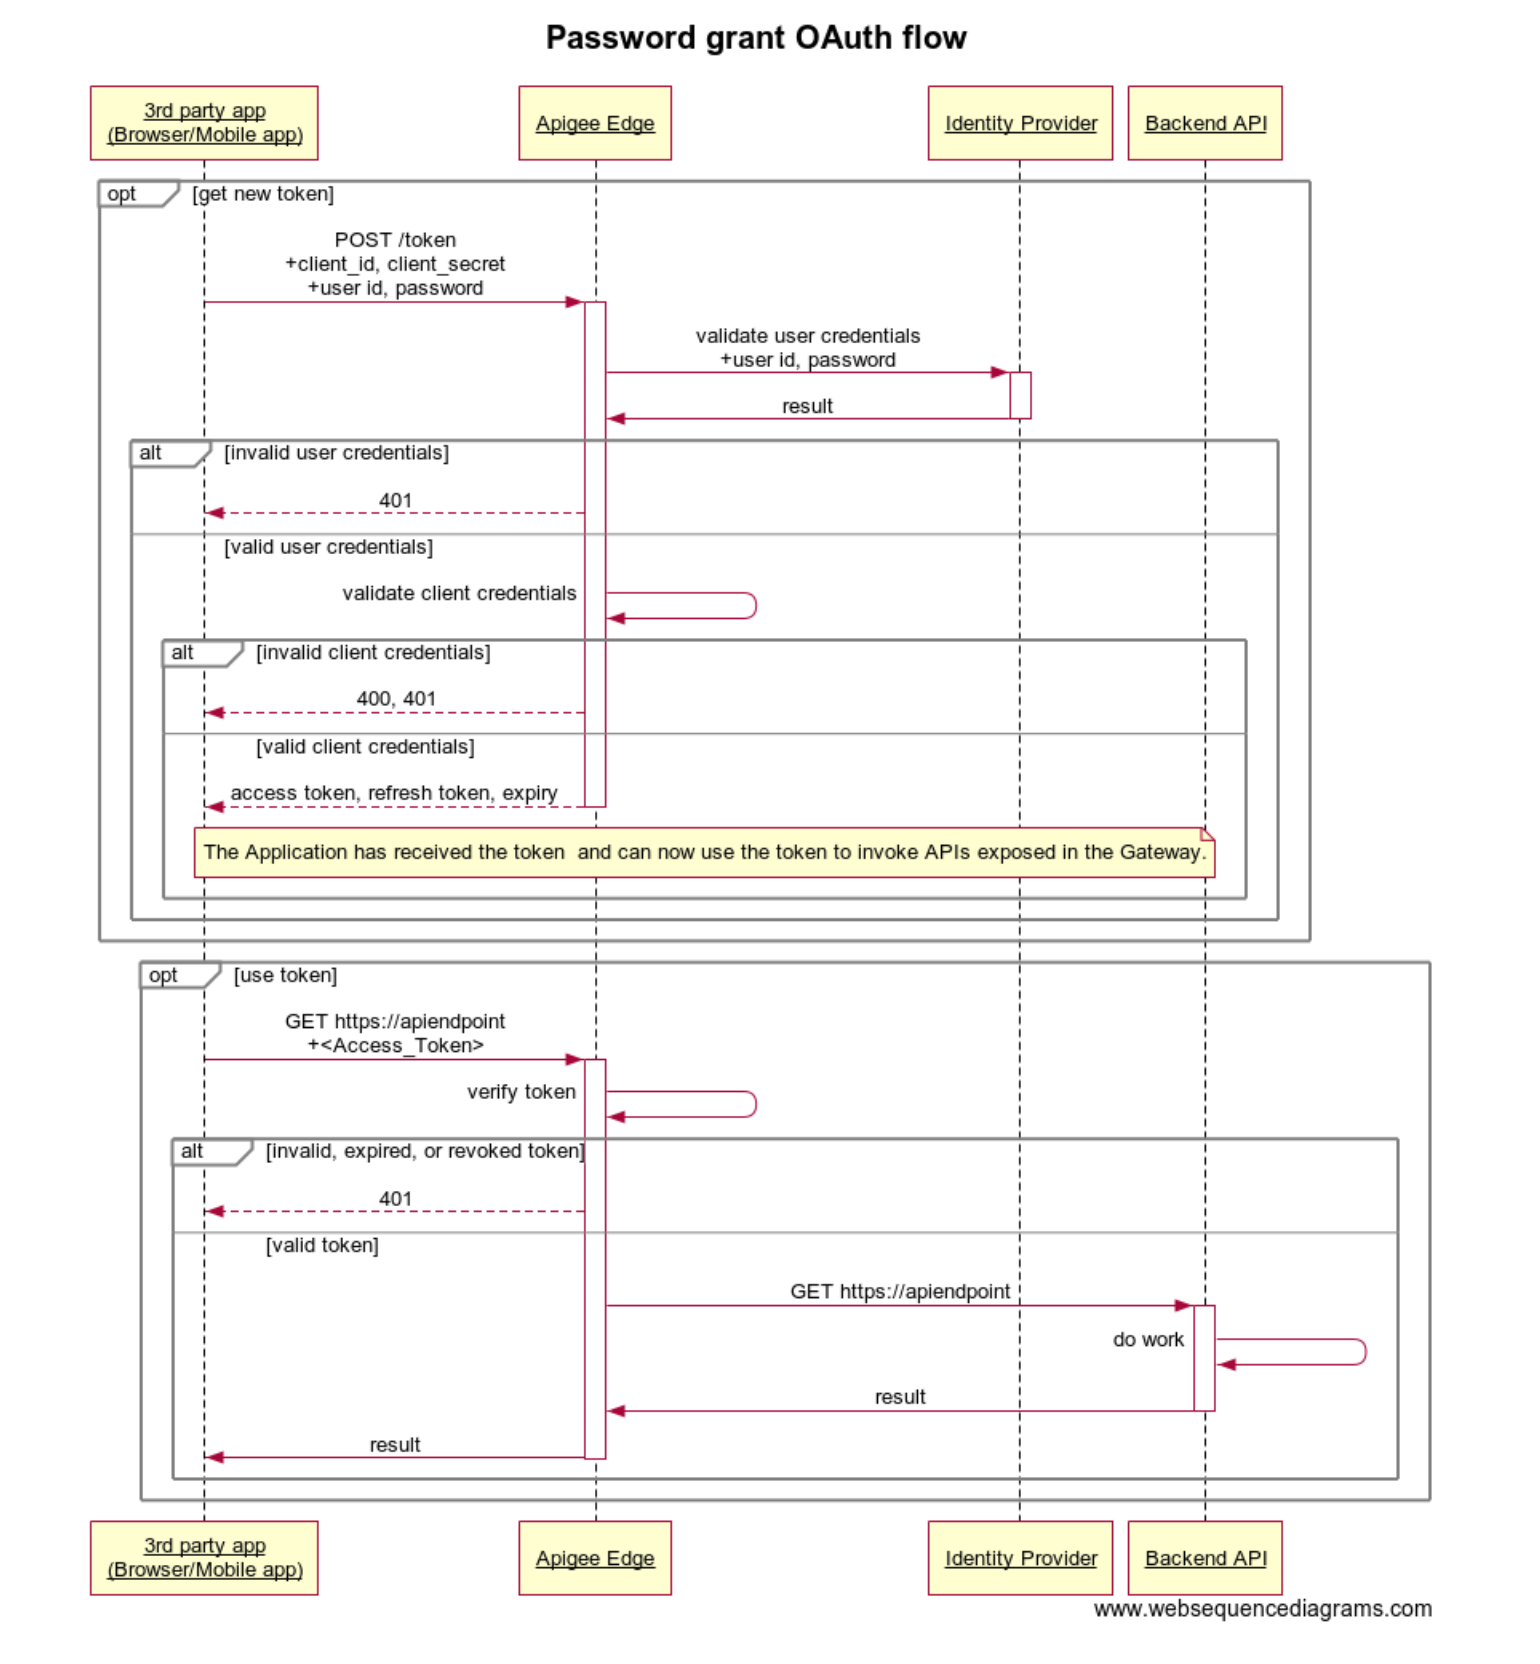 Password grant OAuth flow
3rd party app
(Browser/Mobile app)
Apigee Edge
Identity Provider
Backend API
opt
[get new token]
POST /token
+client_id, client_secret
+user id, password
validate user credentials
+user id, password
result
alt
[invalid user credentials]
401
[valid user credentials]
validate client credentials
alt
[invalid client credentials]
400, 401
[valid client credentials]
access token, refresh token, expiry
The Application has received the token  and can now use the token to invoke APIs exposed in the Gateway.
opt
[use token]
GET https://apiendpoint
+<Access_Token>
verify token
alt
[invalid, expired, or revoked token]
401
[valid token]
GET https://apiendpoint
do work
result
result
3rd party app
(Browser/Mobile app)
Apigee Edge
Identity Provider
Backend API
www.websequencediagrams.com